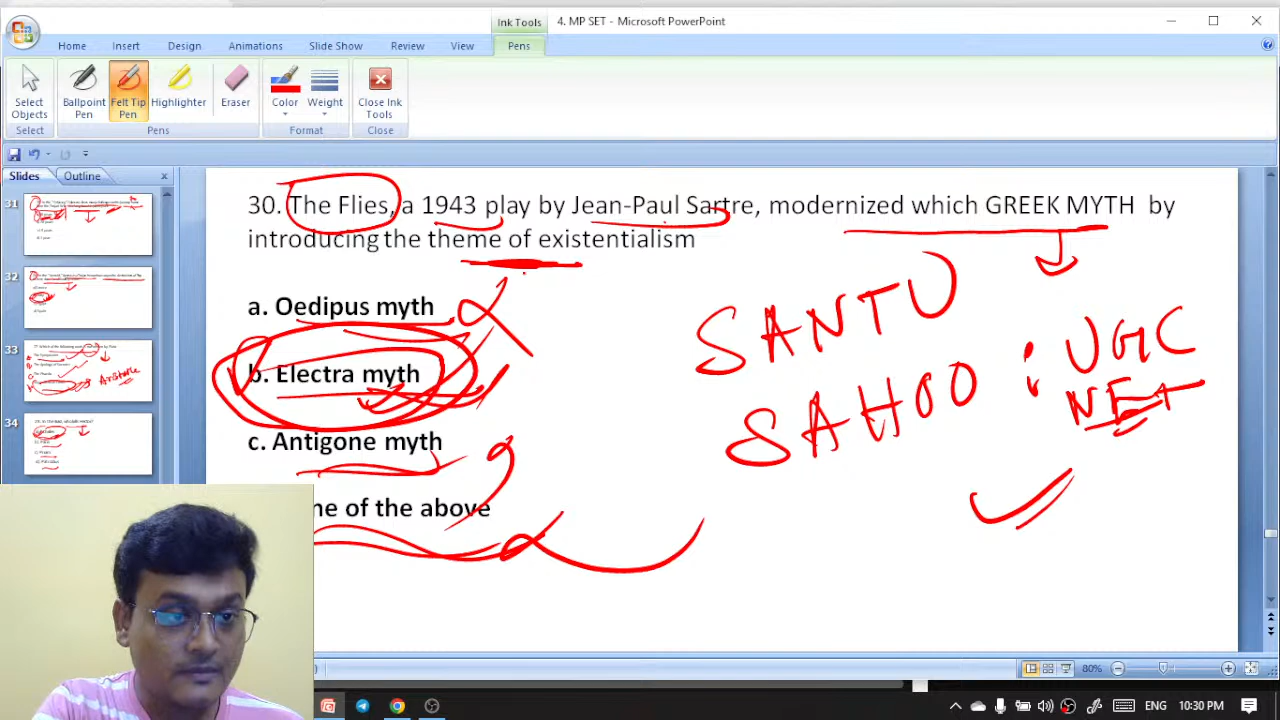 Ink Tools
4. MP SET - Microsoft PowerPoint
Home Insert Design Animations Slide Show Review View Pens
Select Objects
Ballpoint Pen
Felt Tip Pen
Highlighter
Eraser
Color
Weight
Close Ink Tools
Select
Pens
Format
Close
Slides Outline
31
32
33
34
30. The Flies, a 1943 play by Jean-Paul Sartre, modernized which GREEK MYTH by
introducing the theme of existentialism
a. Oedipus myth
b. Electra myth
c. Antigone myth
of the above
SANTU
SAHOO : UGC
NET
80%
10:30 PM